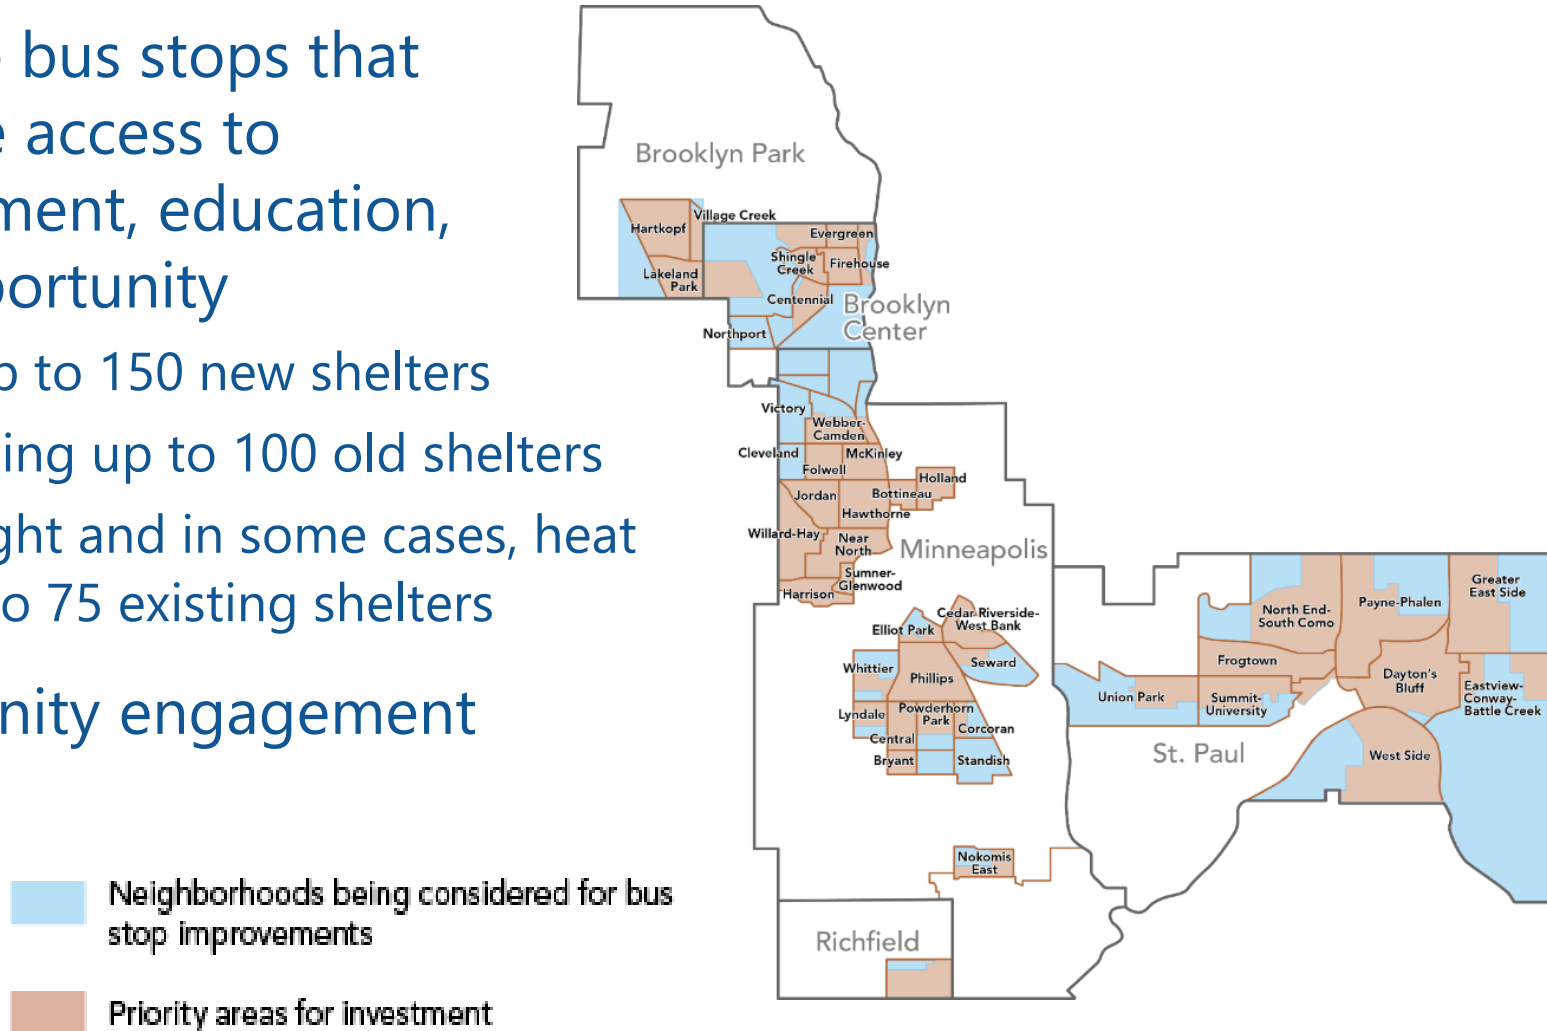 bus stops that
access to
ment, education,
portunity
to 150 new shelters
ing up to 100 old shelters
ght and in some cases, heat
o 75 existing shelters
nity engagement
Neighborhoods being considered for bus
stop improvements
Priority areas for investment
Brooklyn Park
Village Creek
Hartkopf
Evergreen
Shingle
Creek
Firehouse
Lakeland
Park
Centennial
Brooklyn
Center
Northport
Victory
Webber-
Camden
Cleveland
McKinley
Folwell
Holland
Jordan
Bottineau
Hawthorne
Willard-Hay
Near
North
Minneapolis
Sumner-
Glenwood
Harrison
Cedar Riverside-
West Bank
Elliot Park
Whittier
Seward
Phillips
Lyndale
Powderhorn
Park
Corcoran
Central
Bryant
Standish
Nokomis
East
Richfield
Greater
East Side
Payne-Phalen
North End-
South Como
Frogtown
Dayton's
Bluff
Union Park
Summit-
University
Eastview-
Conway-
Battle Creek
St. Paul
West Side